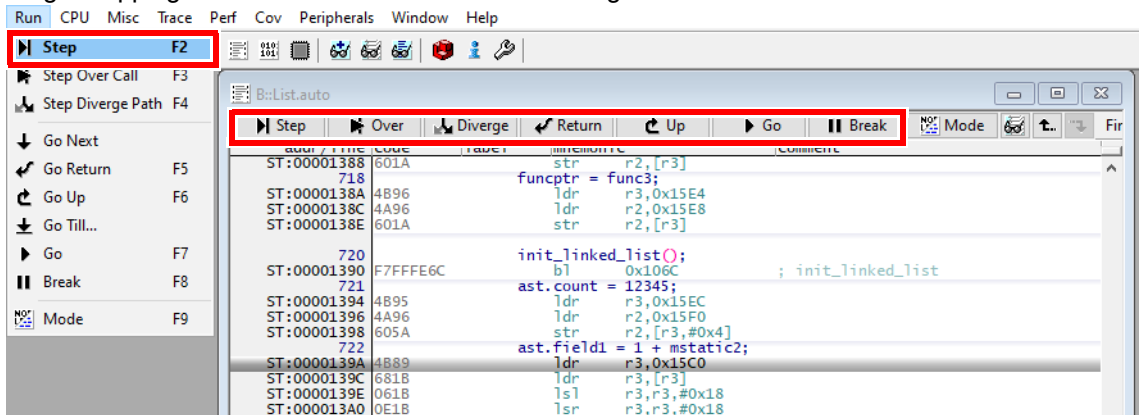 Run CPU Misc Trace Perf Cov Peripherals Window Help
Step F2
Step Over Call F3
Step Diverge Path F4
Go Next
Go Return F5
Go Up F6
Go Till...
Go F7
Break F8
Mode F9
B::List.auto
Step Over Diverge Return Up Go Break Mode t.. Fin
addr/line code label mnemonic comment
ST:00001388 601A str r2,[r3]
718 funcptr = func3;
ST:0000138A 4B96 ldr r3,0x15E4
ST:0000138C 4A96 ldr r2,0x15E8
ST:0000138E 601A str r2,[r3]
720 init_linked_list();
ST:00001390 F7FFFE6C bl 0x106C ; init_linked_list
721 ast.count = 12345;
ST:00001394 4B95 ldr r3,0x15EC
ST:00001396 4A96 ldr r2,0x15F0
ST:00001398 605A str r2,[r3,#0x4]
722 ast.field1 = 1 + mstatic2;
ST:0000139A 4B89 ldr r3,0x15C0
ST:0000139C 681B ldr r3,[r3]
ST:0000139E 061B lsl r3,r3,#0x18
ST:000013A0 0E1B lsr r3,r3,#0x18